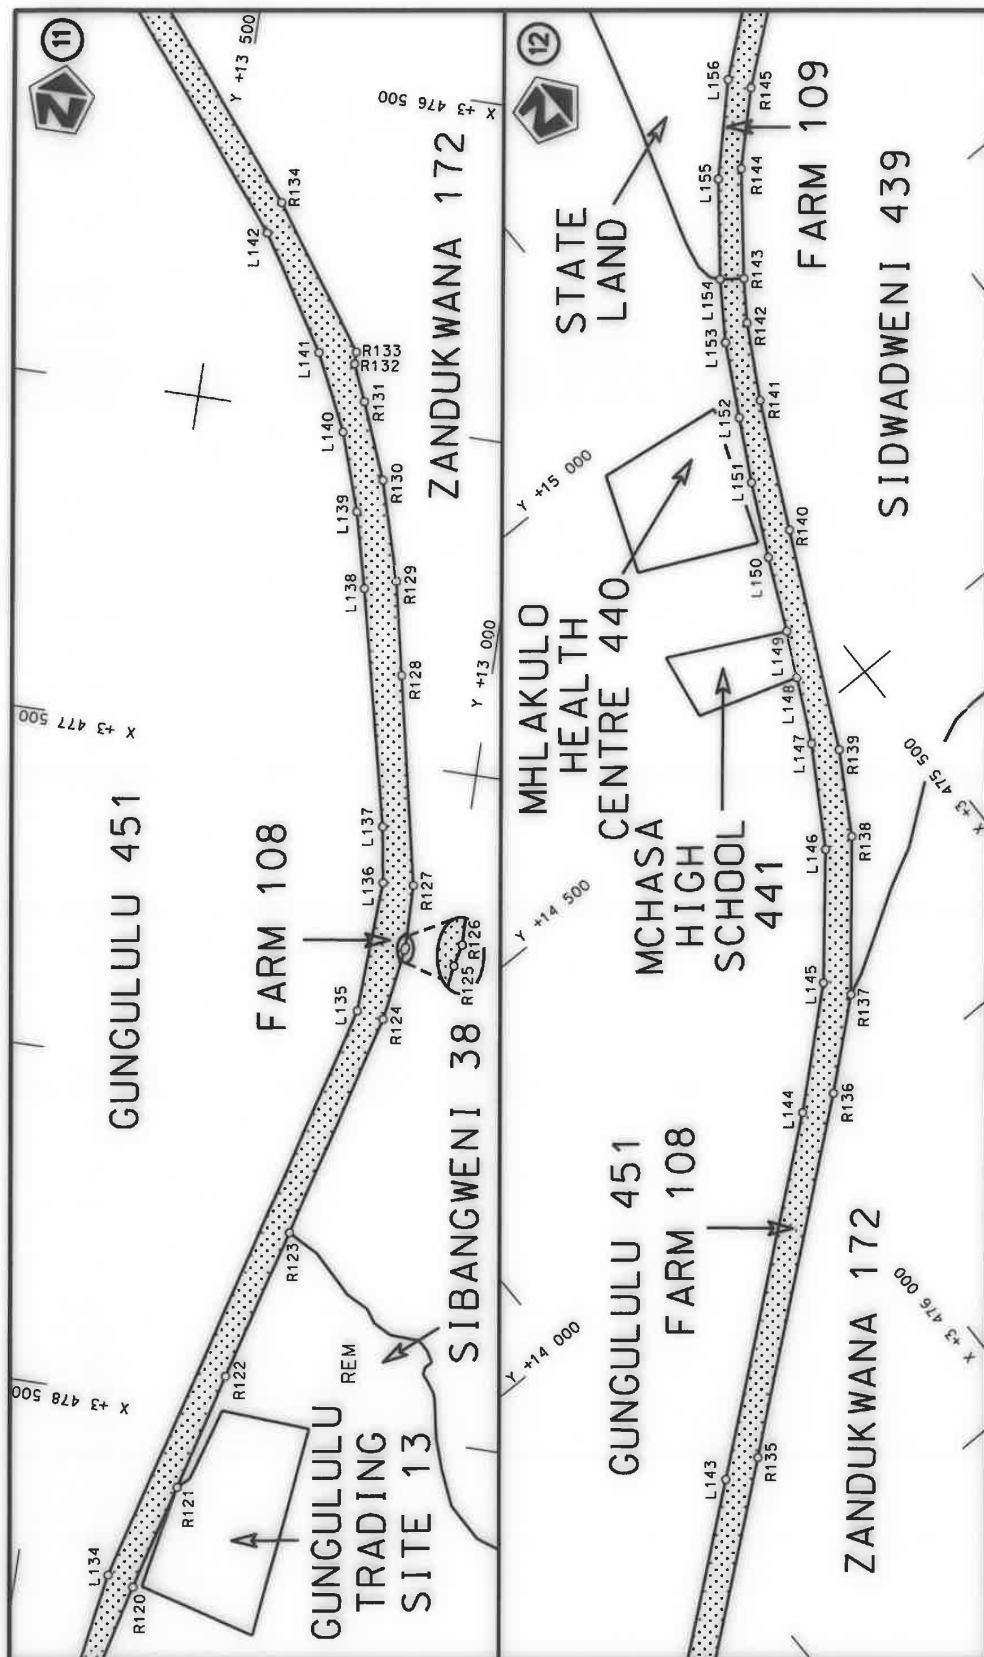 11
N
Y +13 500
X +3 476 500
Y +13 000
X +3 477 500
X +3 478 500
GUNGULULU 451
FARM 108
ZANDUKWANA 172
SIBANGWENI 38
REM
GUNGULULU
TRADING
SITE 13
L134
L135
L136
L137
L138
L139
L140
L141
L142
R120
R121
R122
R123
R124
R125
R126
R127
R128
R129
R130
R131
R132
R133
R134
12
N
Y +15 000
Y +14 500
Y +14 000
X +3 475 500
X +3 476 000
STATE
LAND
FARM 109
SIDWADWENI 439
MHLAKULO
HEALTH
CENTRE 440
MCHASA
HIGH
SCHOOL
441
GUNGULULU 451
FARM 108
ZANDUKWANA 172
L143
L144
L145
L146
L147
L148
L149
L150
L151
L152
L153
L154
L155
L156
R135
R136
R137
R138
R139
R140
R141
R142
R143
R144
R145